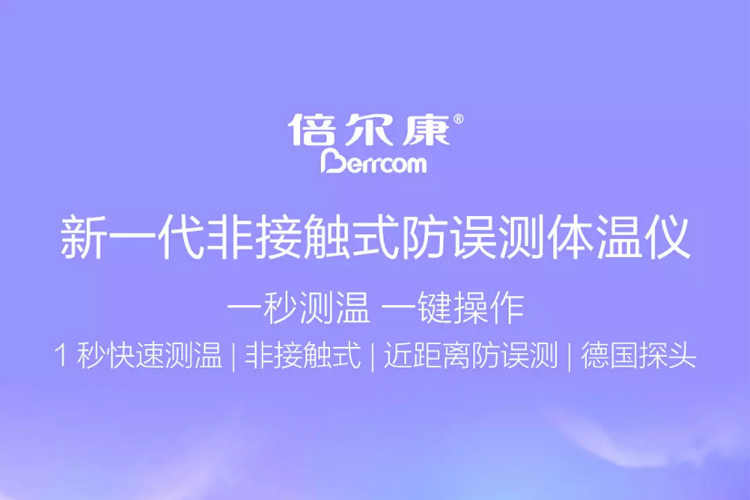 倍尔康®
Berrcom
新一代非接触式防误测体温仪
一秒测温 一键操作
1 秒快速测温 | 非接触式 | 近距离防误测 | 德国探头